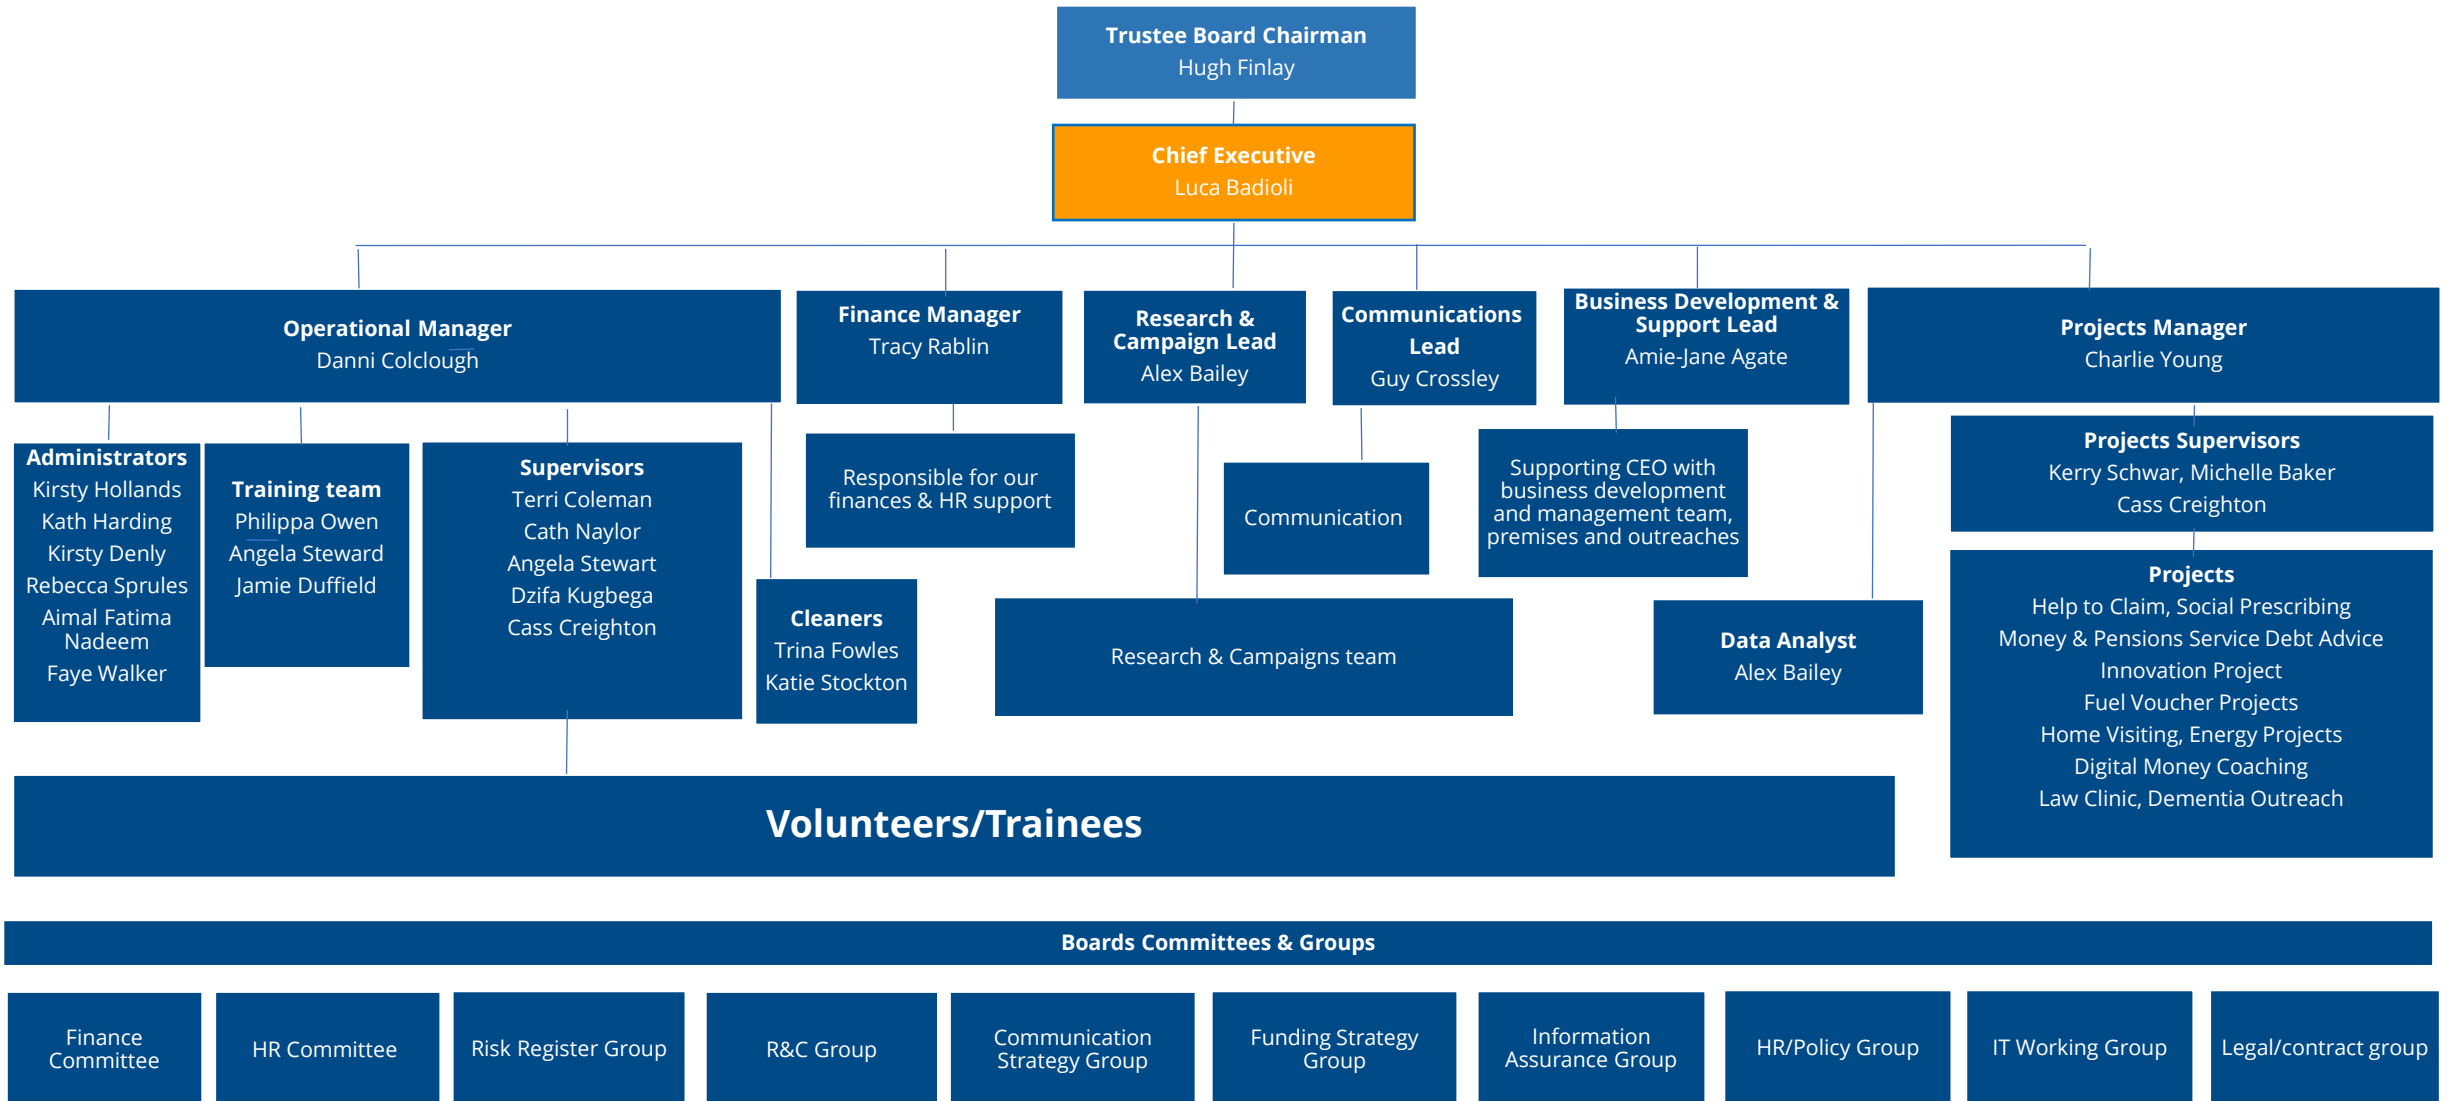 Trustee Board Chairman
Hugh Finlay
Chief Executive
Luca Badioli
Operational Manager
Danni Colclough
Finance Manager
Tracy Rablin
Research &
Campaign Lead
Alex Bailey
Communications
Lead
Guy Crossley
Business Development &
Support Lead
Amie-Jane Agate
Projects Manager
Charlie Young
Administrators
Kirsty Hollands
Kath Harding
Kirsty Denly
Rebecca Sprules
Aimal Fatima
Nadeem
Faye Walker
Training team
Philippa Owen
Angela Steward
Jamie Duffield
Supervisors
Terri Coleman
Cath Naylor
Angela Stewart
Dzifa Kugbega
Cass Creighton
Cleaners
Trina Fowles
Katie Stockton
Responsible for our
finances & HR support
Research & Campaigns team
Communication
Supporting CEO with
business development
and management team,
premises and outreaches
Data Analyst
Alex Bailey
Projects Supervisors
Kerry Schwar, Michelle Baker
Cass Creighton
Projects
Help to Claim, Social Prescribing
Money & Pensions Service Debt Advice
Innovation Project
Fuel Voucher Projects
Home Visiting, Energy Projects
Digital Money Coaching
Law Clinic, Dementia Outreach
Volunteers/Trainees
Boards Committees & Groups
Finance
Committee
HR Committee
Risk Register Group
R&C Group
Communication
Strategy Group
Funding Strategy
Group
Information
Assurance Group
HR/Policy Group
IT Working Group
Legal/contract group